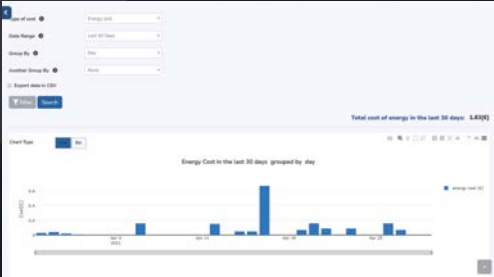 Type of cost
Energy cost
Date Range
Last 30 Days
Group By
Day
Another Group By
None
Export data in CSV
Filter Search
Total cost of energy in the last 30 days: 1.83[€]
Chart Type
Bar
Energy Cost in the last 30 days grouped by day
Cost[€]
0.6
0.4
0.2
0
energy cost [€]
2021